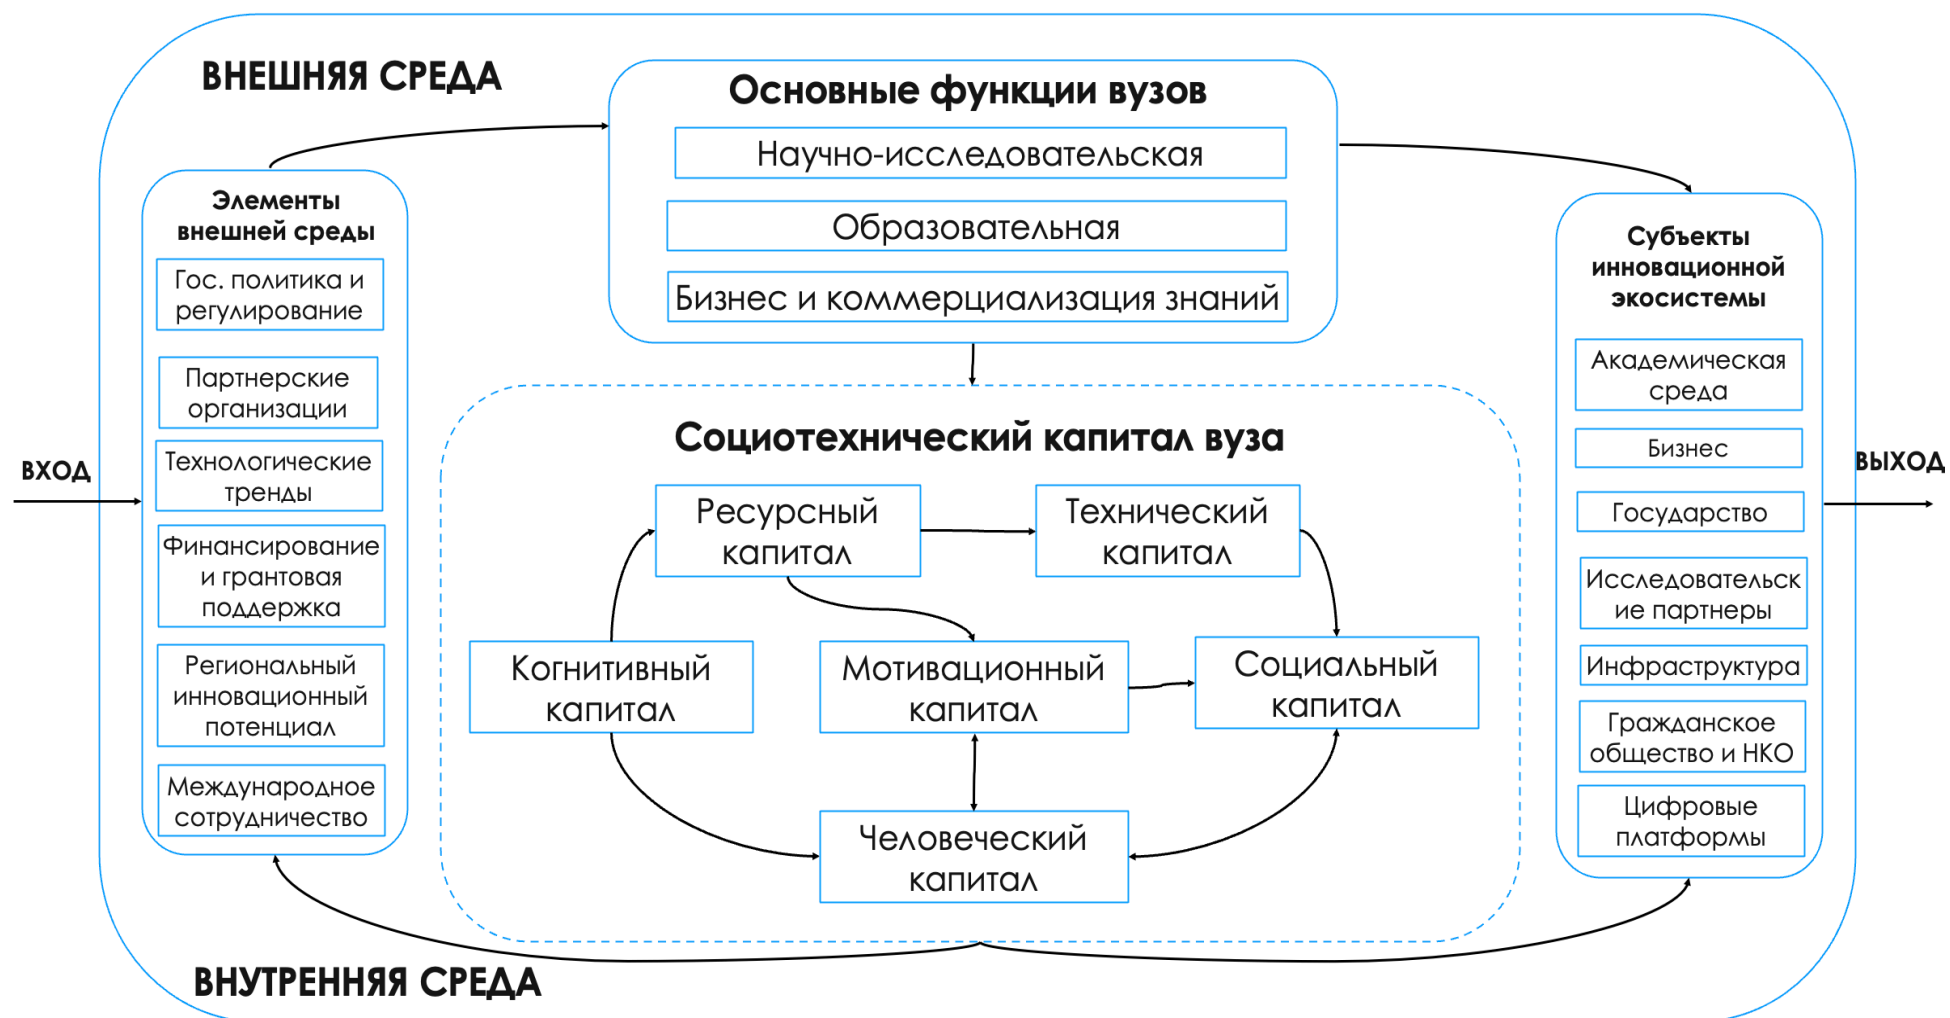 ВНЕШНЯЯ СРЕДА
Основные функции вузов
Научно-исследовательская
Образовательная
Бизнес и коммерциализация знаний
Элементы
внешней среды
Гос. политика и
регулирование
Партнерские
организации
Технологические
тренды
Финансирование
и грантовая
поддержка
Региональный
инновационный
потенциал
Международное
сотрудничество
ВХОД
Социотехнический капитал вуза
Ресурсный
капитал
Технический
капитал
Когнитивный
капитал
Мотивационный
капитал
Социальный
капитал
Человеческий
капитал
Субъекты
инновационной
экосистемы
Академическая
среда
Бизнес
Государство
Исследовательск
ие партнеры
Инфраструктура
Гражданское
общество и НКО
Цифровые
платформы
ВЫХОД
ВНУТРЕННЯЯ СРЕДА